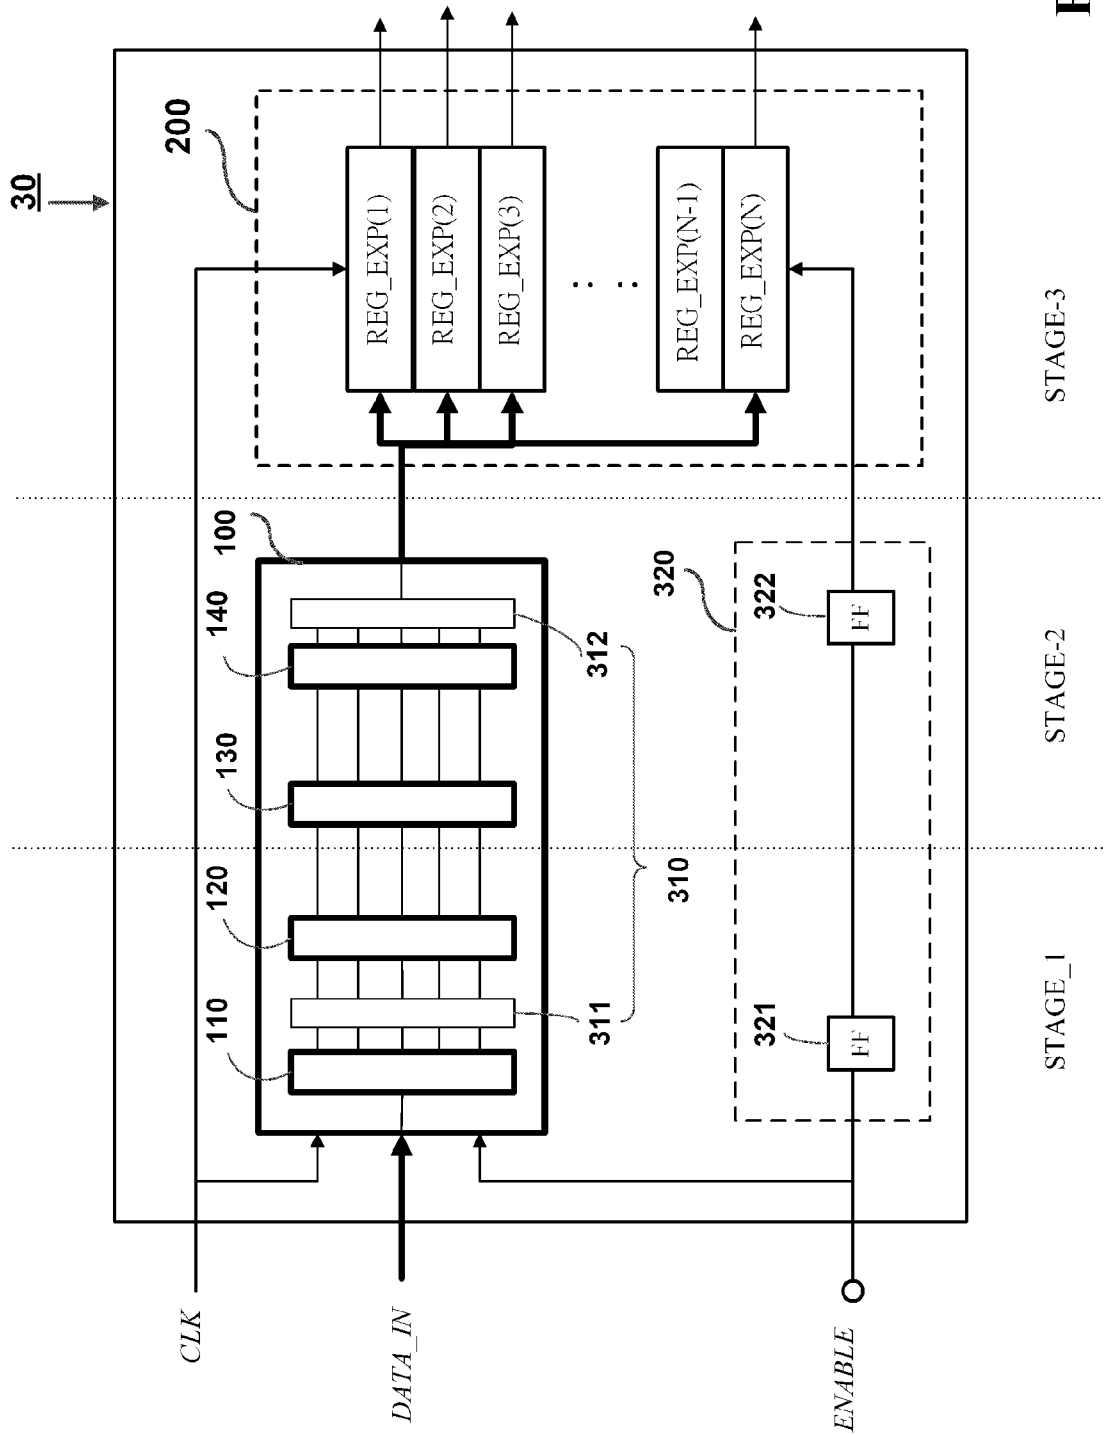 30
200
REG_EXP(1)
REG_EXP(2)
REG_EXP(3)
REG_EXP(N-1)
REG_EXP(N)
100
110
120
130
140
311
312
310
320
321
322
FF
FF
CLK
DATA_IN
ENABLE
STAGE_1
STAGE-2
STAGE-3